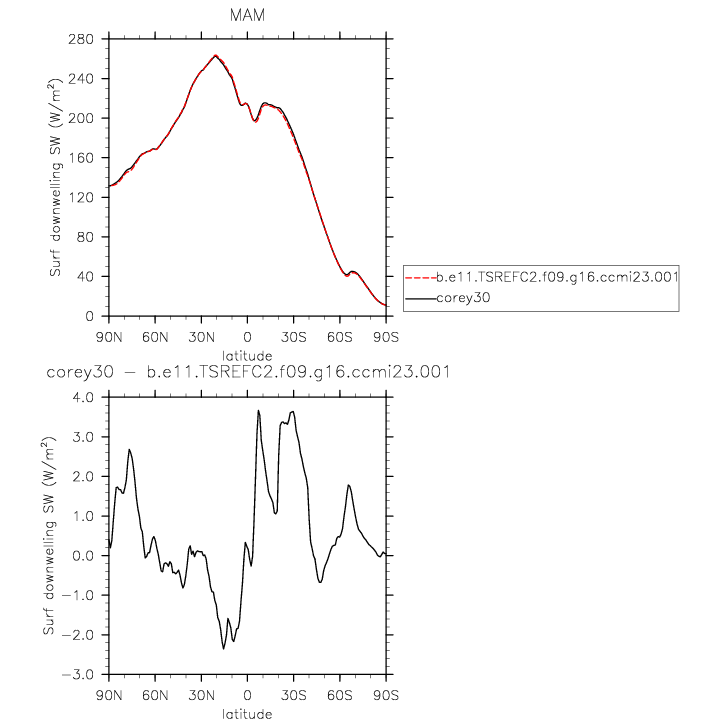 MAM
Surf downwelling SW (W/m²)
280
240
200
160
120
80
40
0
90N 60N 30N 0 30S 60S 90S
latitude
b.e11.TSREFC2.f09.g16.ccmi23.001
corey30
corey30 − b.e11.TSREFC2.f09.g16.ccmi23.001
Surf downwelling SW (W/m²)
4.0
3.0
2.0
1.0
0.0
−1.0
−2.0
−3.0
90N 60N 30N 0 30S 60S 90S
latitude